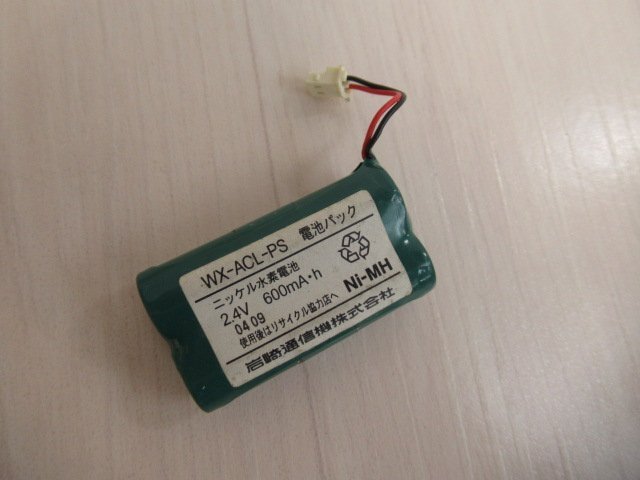 WX-ACL-PS 電池パック
ニッケル水素電池
2.4V 600mA・h
04 09
使用後はリサイクル協力店へ Ni-MH
岩崎通信機株式会社